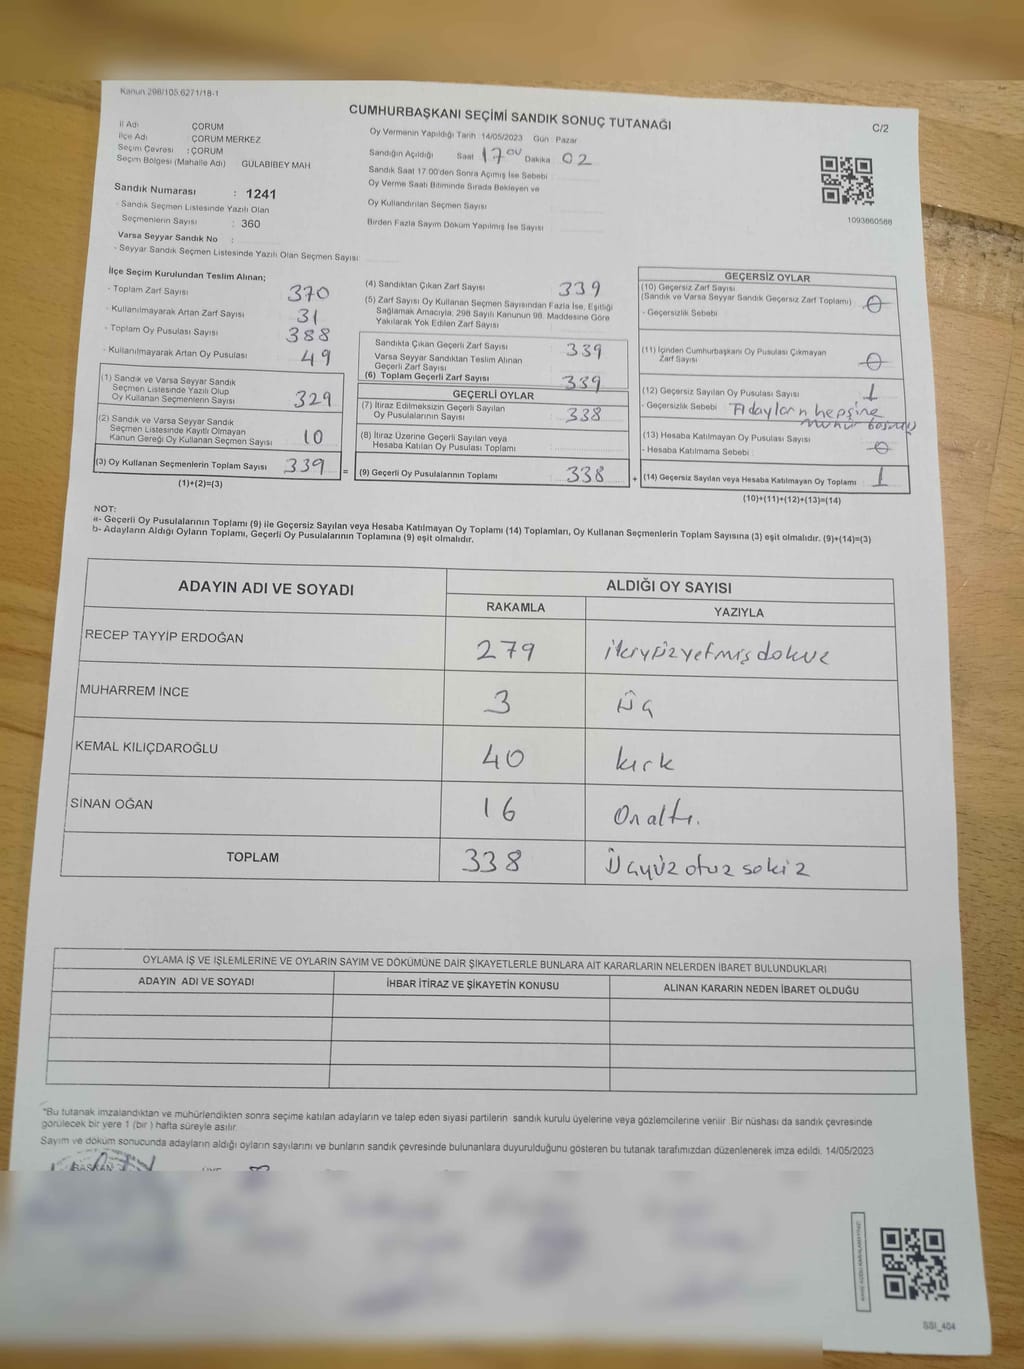 Kanun 298/105 6271/18-1
CUMHURBAŞKANI SEÇİMİ SANDIK SONUÇ TUTANAĞI
C/2
İl Adı ÇORUM
İlçe Adı ÇORUM MERKEZ
Seçim Çevresi : ÇORUM
Seçim Bölgesi (Mahalle Adı) GÜLABİBEY MAH
Sandık Numarası : 1241
- Sandık Seçmen Listesinde Yazılı Olan
Seçmenlerin Sayısı : 360
Varsa Seyyar Sandık No :
- Seyyar Sandık Seçmen Listesinde Yazılı Olan Seçmen Sayısı:
Oy Vermenin Yapıldığı Tarih 14/05/2023 Gün Pazar
Sandığın Açıldığı Saat 17 00 Dakika 02
Sandık Saat 17.00'den Sonra Açımış İse Sebebi
Oy Verme Saati Bitiminde Sırada Bekleyen ve
Oy Kullandırılan Seçmen Sayısı
Birden Fazla Sayım Döküm Yapılmış İse Sayısı
1093660566
İlçe Seçim Kurulundan Teslim Alınan;
- Toplam Zarf Sayısı 370
- Kullanılmayarak Artan Zarf Sayısı 31
- Toplam Oy Pusulası Sayısı 388
- Kullanılmayarak Artan Oy Pusulası 49
(1) Sandık ve Varsa Seyyar Sandık
Seçmen Listesinde Yazılı Olup
Oy Kullanan Seçmenlerin Sayısı 329
(2) Sandık ve Varsa Seyyar Sandık
Seçmen Listesinde Kayıtlı Olmayan
Kanun Gereği Oy Kullanan Seçmen Sayısı 10
(3) Oy Kullanan Seçmenlerin Toplam Sayısı 339 =
(1)+(2)=(3)
(4) Sandıktan Çıkan Zarf Sayısı 339
(5) Zarf Sayısı Oy Kullanan Seçmen Sayısından Fazla İse, Eşitliği
Sağlamak Amacıyla, 298 Sayılı Kanunun 98. Maddesine Göre
Yakılarak Yok Edilen Zarf Sayısı
Sandıkta Çıkan Geçerli Zarf Sayısı 339
Varsa Seyyar Sandıktan Teslim Alınan
Geçerli Zarf Sayısı
(6) Toplam Geçerli Zarf Sayısı 339
GEÇERLİ OYLAR
(7) İtiraz Edilmeksizin Geçerli Sayılan
Oy Pusulalarının Sayısı 338
(8) İtiraz Üzerine Geçerli Sayılan veya
Hesaba Katılan Oy Pusulası Toplamı
(9) Geçerli Oy Pusulalarının Toplamı 338 +
GEÇERSİZ OYLAR
(10) Geçersiz Zarf Sayısı
(Sandık ve Varsa Seyyar Sandık Geçersiz Zarf Toplamı) 0
- Geçersizlik Sebebi
(11) İçinden Cumhurbaşkanı Oy Pusulası Çıkmayan
Zarf Sayısı 0
(12) Geçersiz Sayılan Oy Pusulası Sayısı 1
- Geçersizlik Sebebi Adayların hepsine
mühür basmış
(13) Hesaba Katılmayan Oy Pusulası Sayısı 0
- Hesaba Katılmama Sebebi
(14) Geçersiz Sayılan veya Hesaba Katılmayan Oy Toplamı 1
(10)+(11)+(12)+(13)=(14)
NOT:
a- Geçerli Oy Pusulalarının Toplamı (9) ile Geçersiz Sayılan veya Hesaba Katılmayan Oy Toplamı (14) Toplamları, Oy Kullanan Seçmenlerin Toplam Sayısına (3) eşit olmalıdır. (9)+(14)=(3)
b- Adayların Aldığı Oyların Toplamı, Geçerli Oy Pusulalarının Toplamına (9) eşit olmalıdır.
ADAYIN ADI VE SOYADI
ALDIĞI OY SAYISI
RAKAMLA YAZIYLA
RECEP TAYYİP ERDOĞAN 279 ikiyüzyetmişdokuz
MUHARREM İNCE 3 üç
KEMAL KILIÇDAROĞLU 40 kırk
SİNAN OĞAN 16 Onaltı.
TOPLAM 338 Üçyüz otuz sekiz
OYLAMA İŞ VE İŞLEMLERİNE VE OYLARIN SAYIM VE DÖKÜMÜNE DAİR ŞİKAYETLERLE BUNLARA AİT KARARLARIN NELERDEN İBARET BULUNDUKLARI
ADAYIN ADI VE SOYADI İHBAR İTİRAZ VE ŞİKAYETİN KONUSU ALINAN KARARIN NEDEN İBARET OLDUĞU
*Bu tutanak imzalandıktan ve mühürlendikten sonra seçime katılan adayların ve talep eden siyasi partilerin sandık kurulu üyelerine veya gözlemcilerine verilir. Bir nüshası da sandık çevresinde
görülecek bir yere 1 (bir ) hafta süreyle asılır.
Sayım ve döküm sonucunda adayların aldığı oyların sayılarını ve bunların sandık çevresinde bulunanlara duyurulduğunu gösteren bu tutanak tarafımızdan düzenlenerek imza edildi. 14/05/2023
BAŞKAN
SSI_404